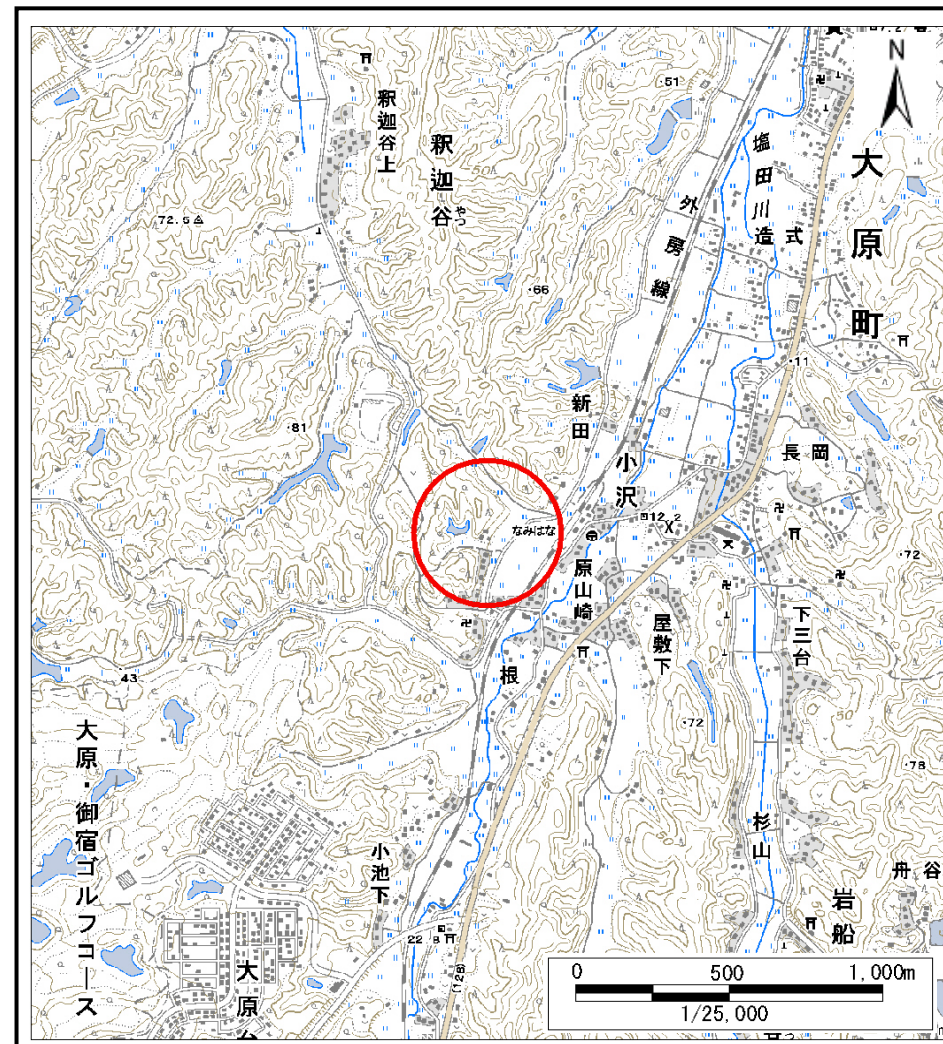 N
51
釈迦谷上
釈迦谷
やつ
塩田川
造式
大原町
外房線
72.5
66
11
新田
81
小沢
長岡
なみはな
12.2
72
原山崎
屋敷下
下三台
根
43
72
50
78
大原・御宿ゴルフコース
杉山
小池下
舟谷
岩船
22.8
(128)
大原台
0 500 1,000m
1/25,000